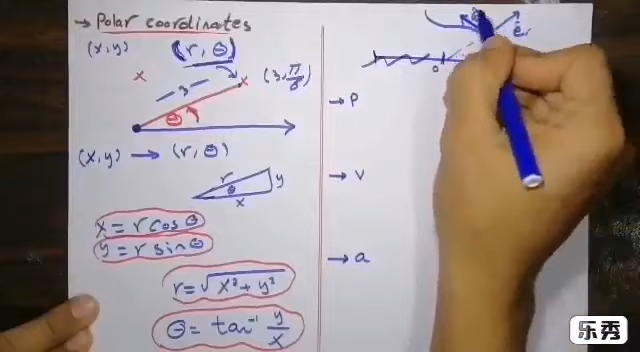 → Polar coordinates
(x,y) (r, θ)
x x (3, π/6)
3
θ
(x,y) → (r, θ)
r y
θ
x
x = r cos θ
y = r sin θ
r = √x² + y²
θ = tan⁻¹ y/x
êᵣ
o
→ P
→ V
→ a
乐秀